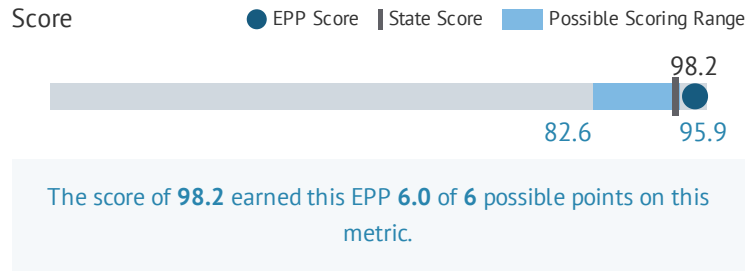 Score EPP Score State Score Possible Scoring Range
98.2
82.6 95.9
The score of 98.2 earned this EPP 6.0 of 6 possible points on this
metric.